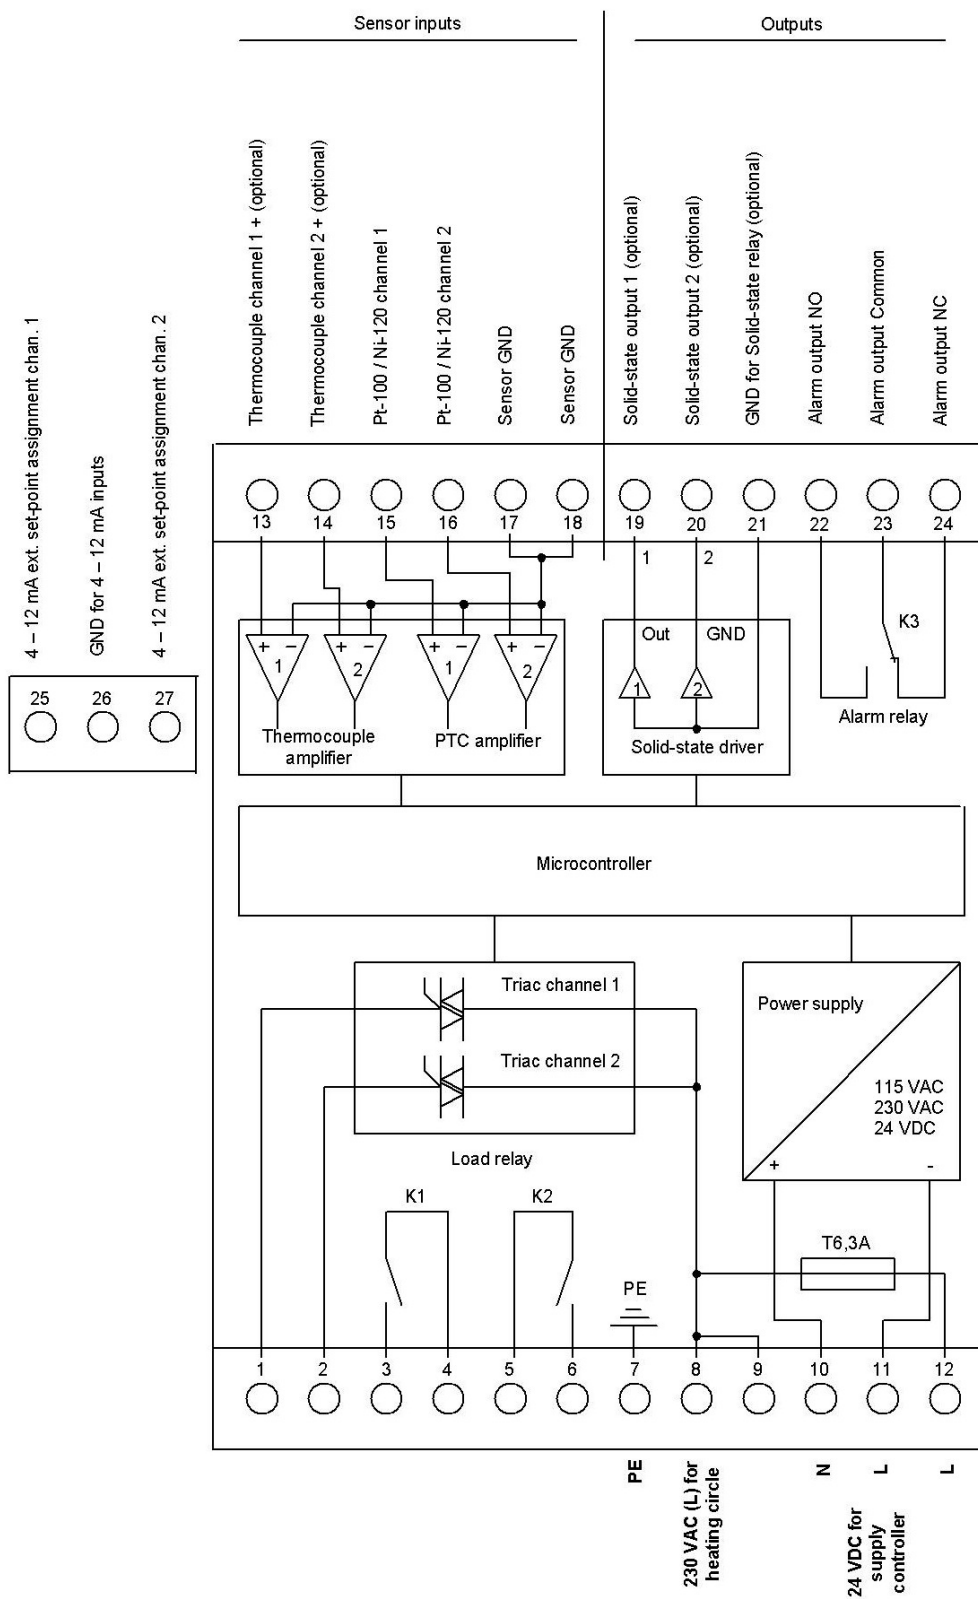 Sensor inputs
Outputs
4 – 12 mA ext. set-point assignment chan. 1
GND for 4 – 12 mA inputs
4 – 12 mA ext. set-point assignment chan. 2
Thermocouple channel 1 + (optional)
Thermocouple channel 2 + (optional)
Pt-100 / Ni-120 channel 1
Pt-100 / Ni-120 channel 2
Sensor GND
Sensor GND
Solid-state output 1 (optional)
Solid-state output 2 (optional)
GND for Solid-state relay (optional)
Alarm output NO
Alarm output Common
Alarm output NC
25 26 27
13 14 15 16 17 18 19 20 21 22 23 24
1 2
+ − + − + − + −
1 2 1 2
Thermocouple
amplifier
PTC amplifier
Out GND
1 2
Solid-state driver
K3
Alarm relay
Microcontroller
Triac channel 1
Triac channel 2
Load relay
Power supply
115 VAC
230 VAC
24 VDC
+ -
K1 K2
T6,3A
PE
1 2 3 4 5 6 7 8 9 10 11 12
PE
230 VAC (L) for
heating circle
N
L
L
24 VDC for
supply
controller